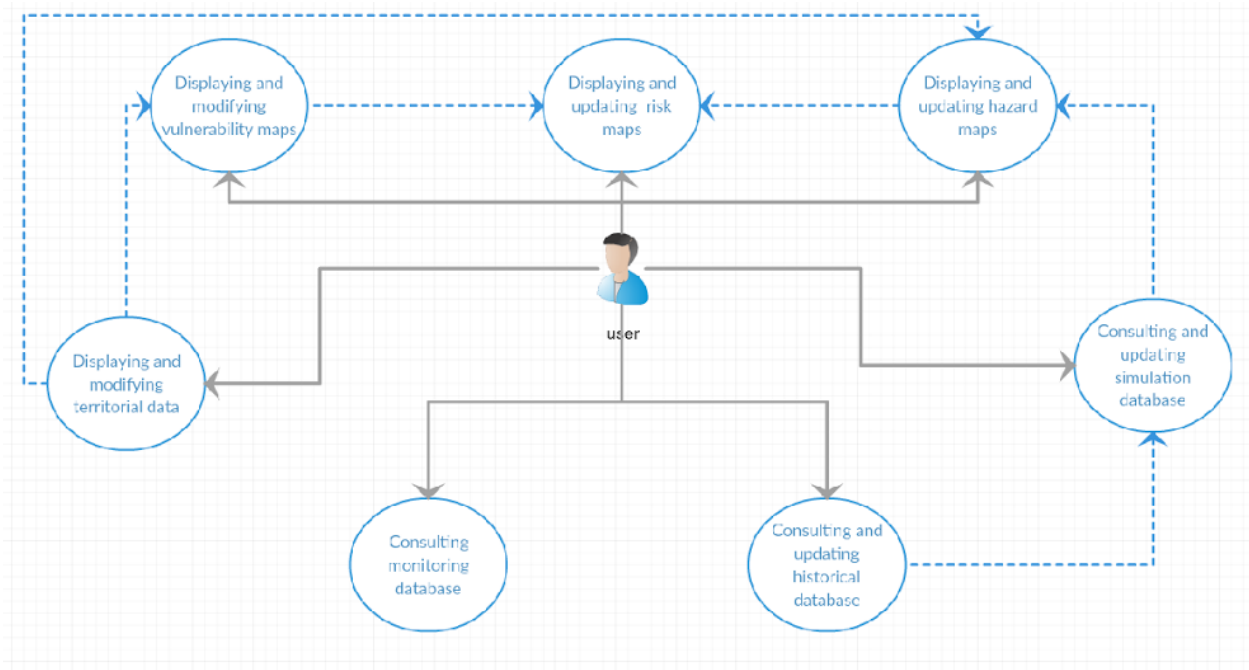 Displaying and
modifying
vulnerability maps
Displaying and
updating risk
maps
Displaying and
updating hazard
maps
user
Displaying and
modifying
territorial data
Consulting and
updating
simulation
database
Consulting
monitoring
database
Consulting and
updating
historical
database